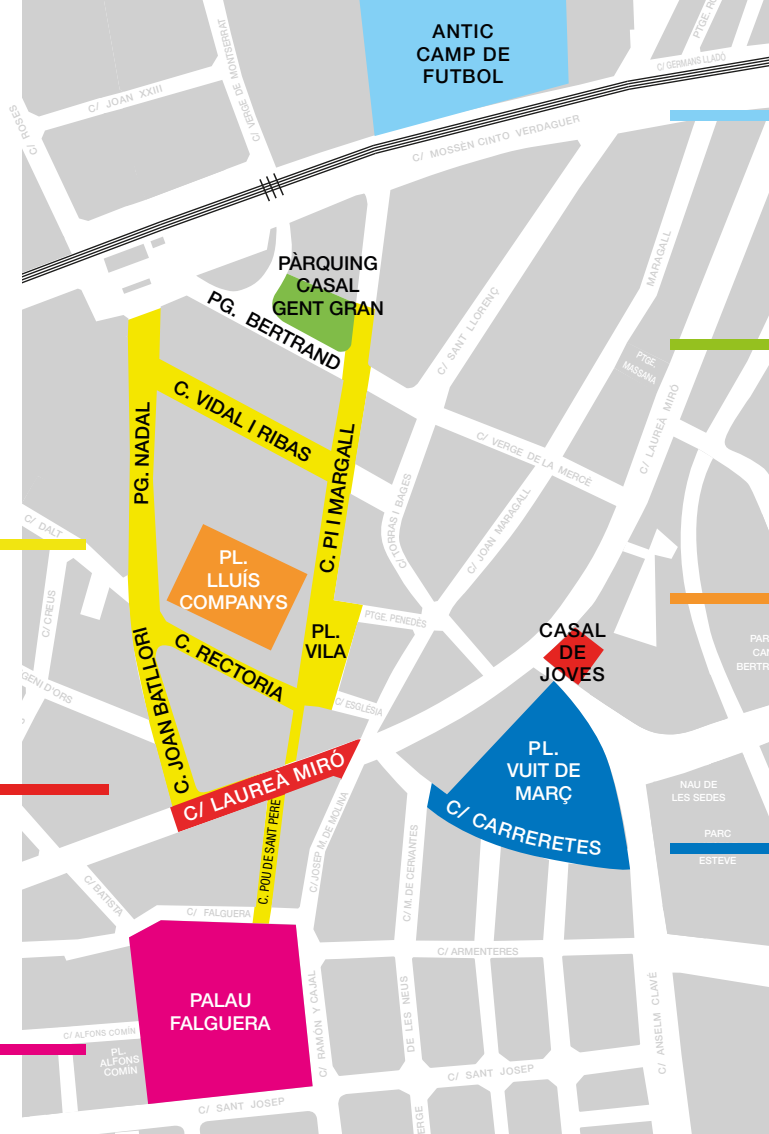 ANTIC
CAMP DE
FUTBOL
C/ GERMANS LLADÓ
C/ JOAN XXIII
C/ VERGE DE MONTSERRAT
C/ ROSES
C/ MOSSÈN CINTO VERDAGUER
PÀRQUING
CASAL
GENT GRAN
PG. BERTRAND
MARAGALL
C/ SANT LLORENÇ
PTGE.
MASSANA
C/ LAUREÀ MIRÓ
C. VIDAL I RIBAS
PG. NADAL
C. PI I MARGALL
C/ VERGE DE LA MERCÈ
C/TORRAS I BAGES
C/ JOAN MARAGALL
C/ DALT
PL.
LLUÍS
COMPANYS
C/ CREUS
PTGE. PENEDÈS
PL.
VILA
CASAL
DE
JOVES
C. RECTORIA
C. JOAN BATLLORI
GENI D'ORS
C/ ESGLÉSIA
C/ LAUREÀ MIRÓ
PL.
VUIT DE
MARÇ
C/ CARRERETES
NAU DE
LES SEDES
PARC
ESTEVE
C. POU DE SANT PERE
C/JOSEP M. DE MOLINA
C/ M. DE CERVANTES
C/ BATISTA
C/ FALGUERA
C/ ARMENTERES
PALAU
FALGUERA
C/ RAMÓN Y CAJAL
DE LES NEUS
C/ ANSELM CLAVÉ
C/ ALFONS COMÍN
PL.
ALFONS
COMÍN
C/ SANT JOSEP
C/ SANT JOSEP